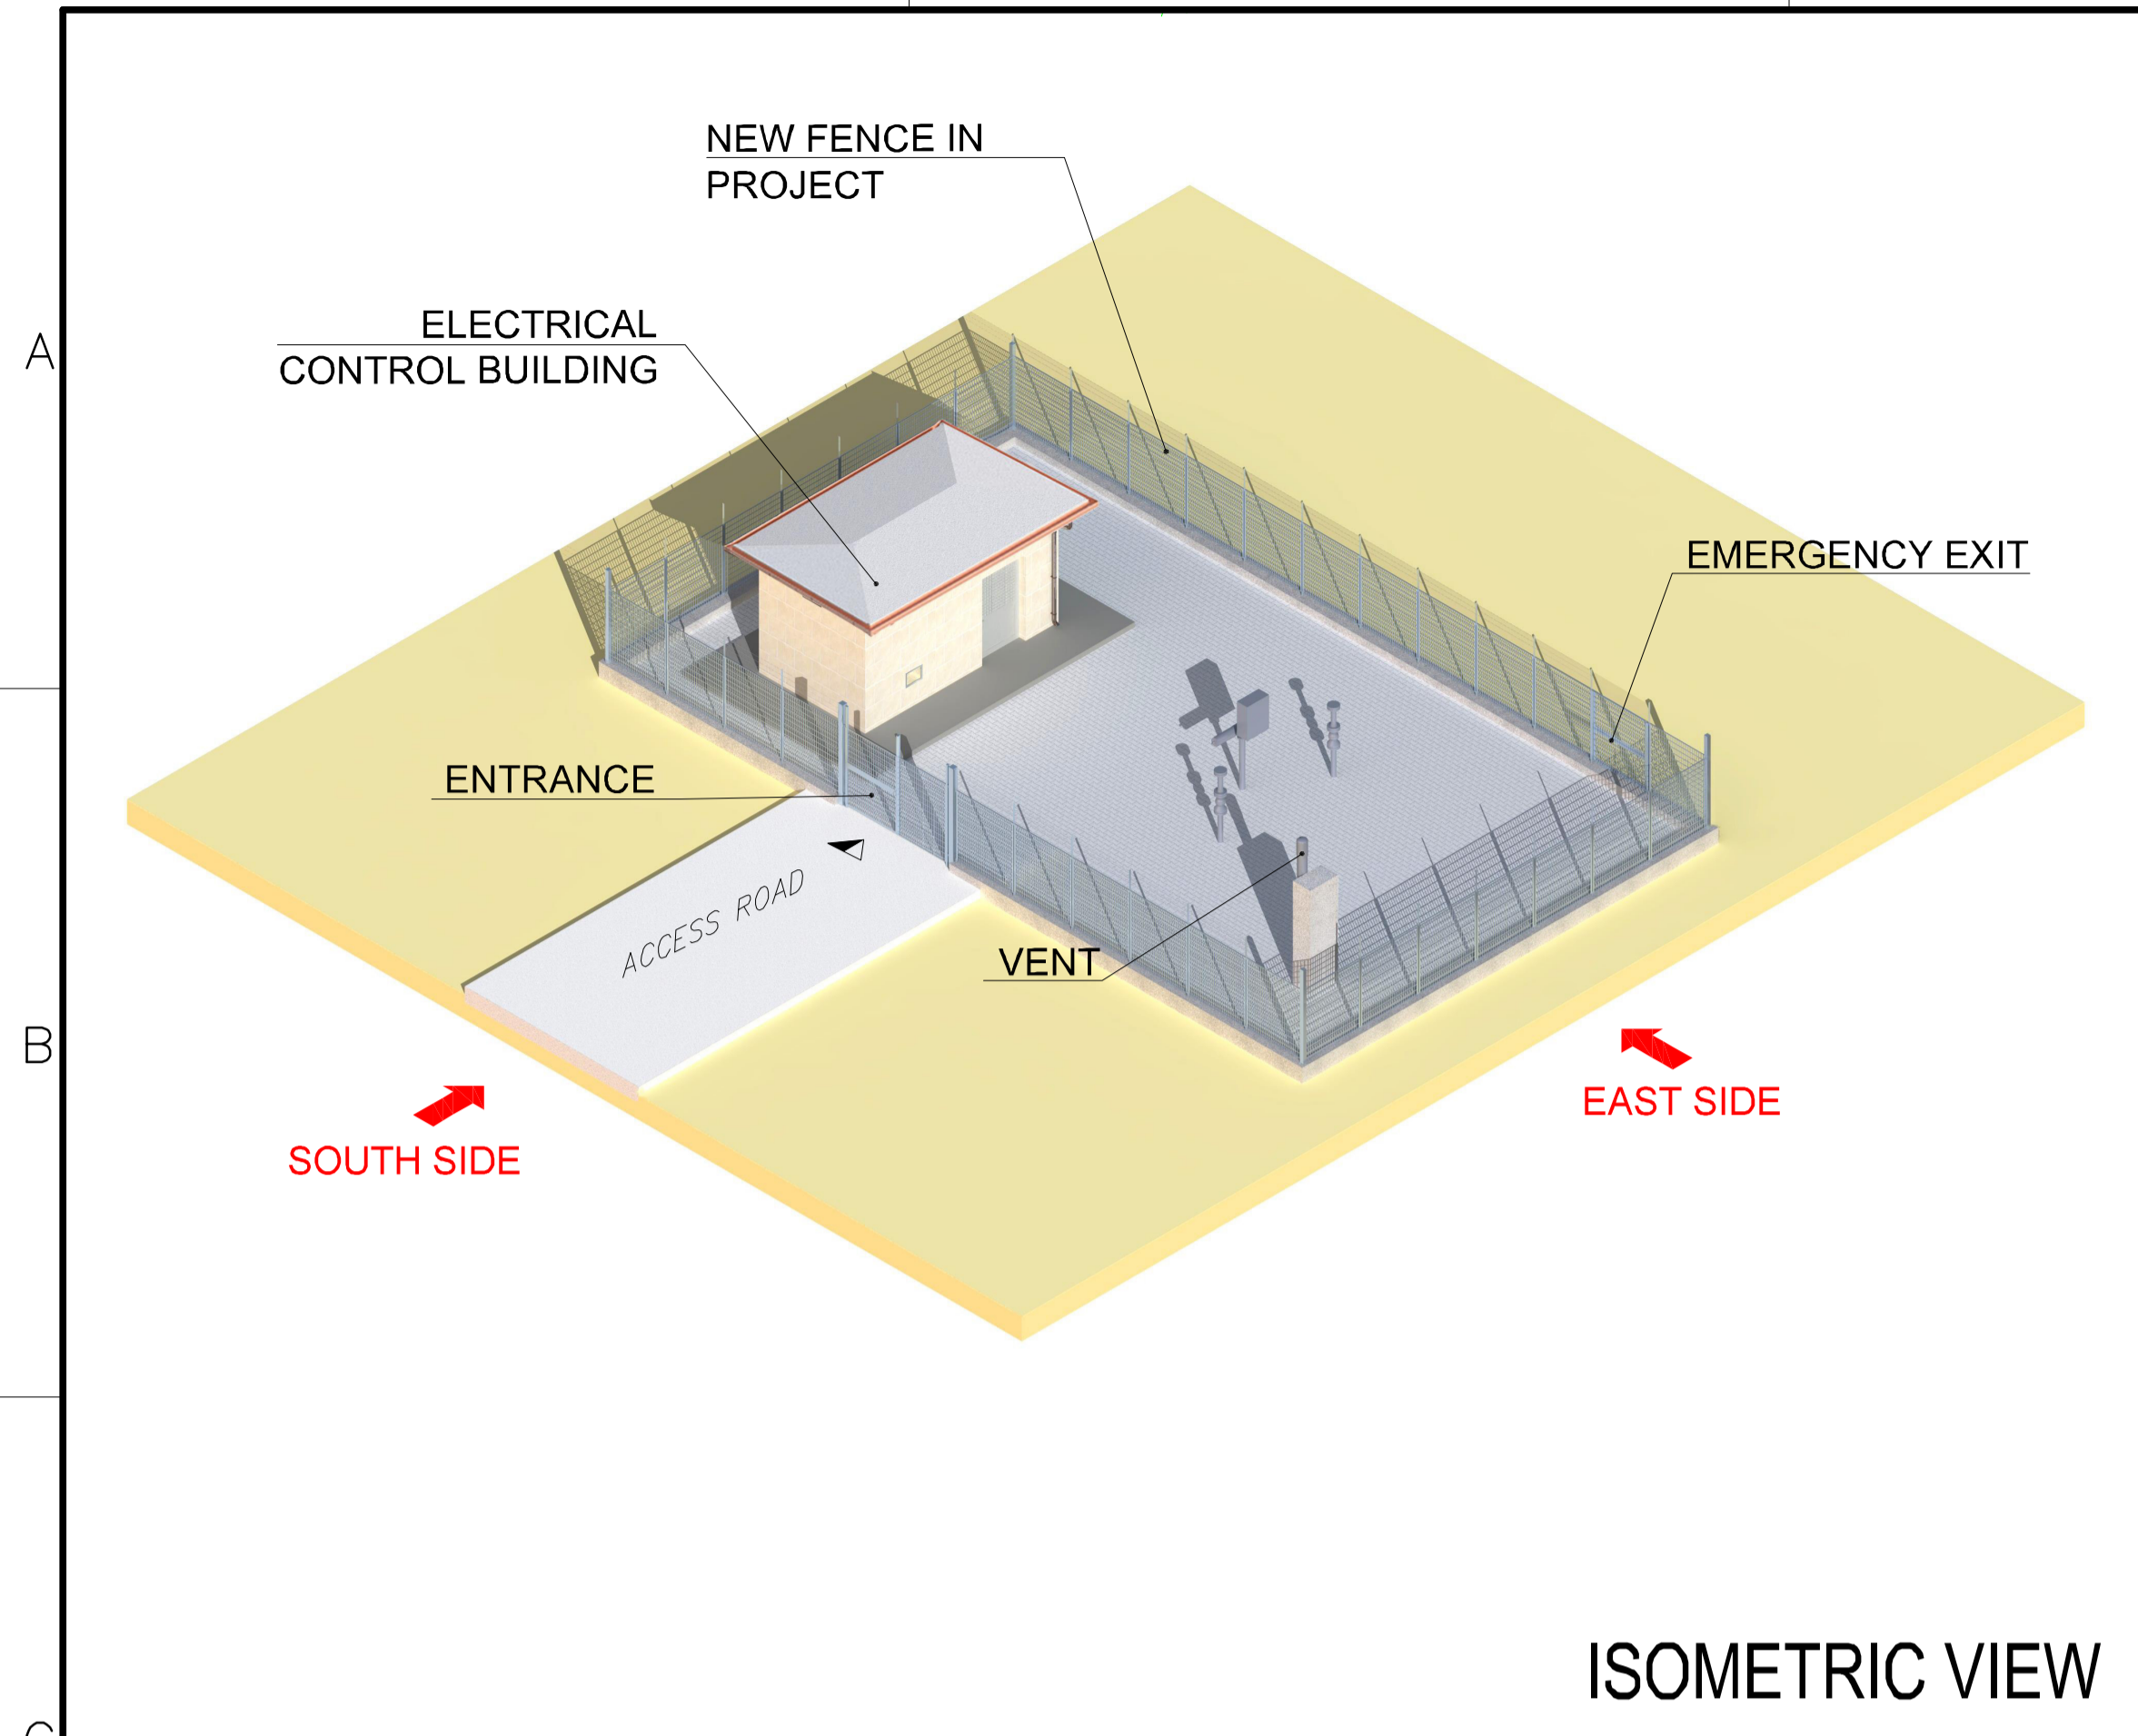 NEW FENCE IN
PROJECT
ELECTRICAL
CONTROL BUILDING
A
EMERGENCY EXIT
ENTRANCE
ACCESS ROAD
VENT
B
EAST SIDE
SOUTH SIDE
ISOMETRIC VIEW